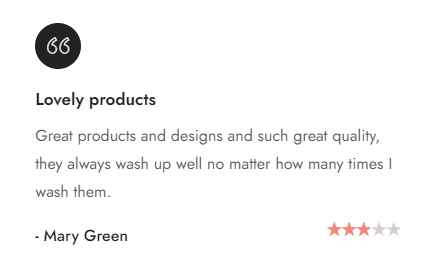 Lovely products
Great products and designs and such great quality,
they always wash up well no matter how many times I
wash them.
- Mary Green